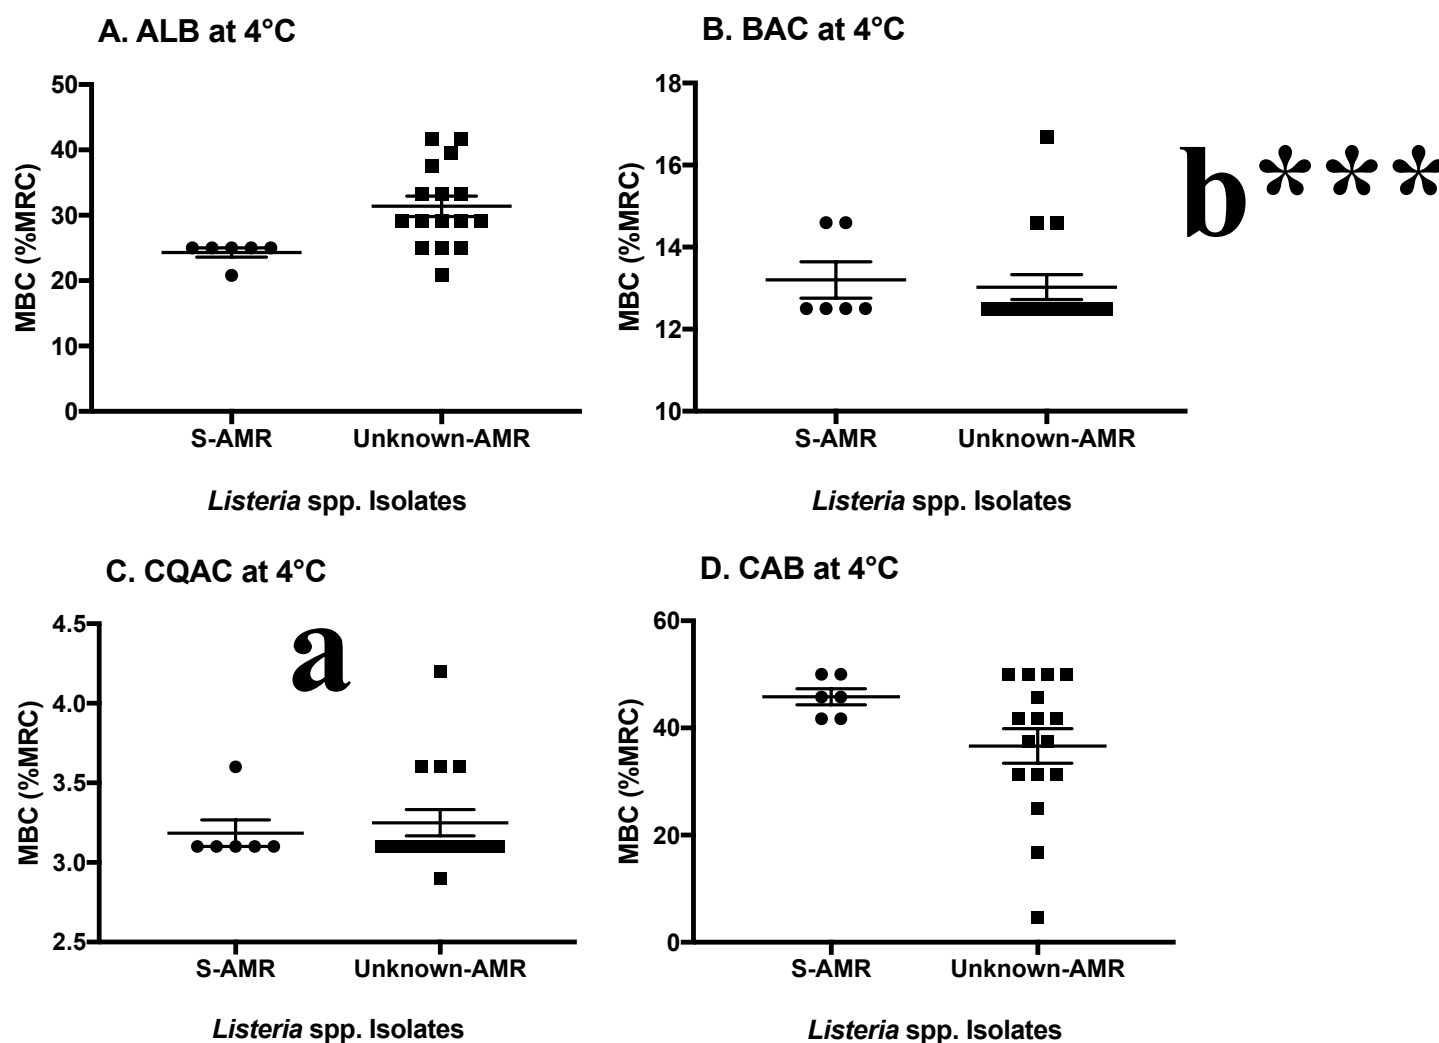 A. ALB at 4°C
50
40
30
20
10
0
MBC (%MRC)
S-AMR Unknown-AMR
Listeria spp. Isolates
B. BAC at 4°C
18
16
14
12
10
MBC (%MRC)
S-AMR Unknown-AMR
Listeria spp. Isolates
b***
C. CQAC at 4°C
4.5
4.0
3.5
3.0
2.5
MBC (%MRC)
a
S-AMR Unknown-AMR
Listeria spp. Isolates
D. CAB at 4°C
60
40
20
0
MBC (%MRC)
S-AMR Unknown-AMR
Listeria spp. Isolates